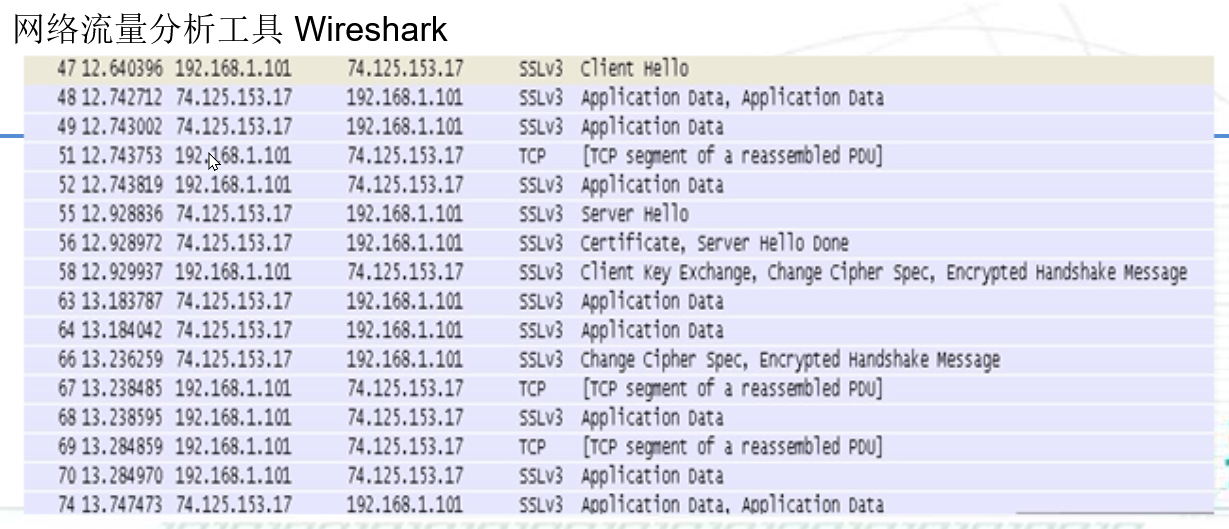 网络流量分析工具 Wireshark
47 12.640396 192.168.1.101 74.125.153.17 SSLv3 Client Hello
48 12.742712 74.125.153.17 192.168.1.101 SSLv3 Application Data, Application Data
49 12.743002 74.125.153.17 192.168.1.101 SSLv3 Application Data
51 12.743753 192.168.1.101 74.125.153.17 TCP [TCP segment of a reassembled PDU]
52 12.743819 192.168.1.101 74.125.153.17 SSLv3 Application Data
55 12.928836 74.125.153.17 192.168.1.101 SSLv3 Server Hello
56 12.928972 74.125.153.17 192.168.1.101 SSLv3 Certificate, Server Hello Done
58 12.929937 192.168.1.101 74.125.153.17 SSLv3 Client Key Exchange, Change Cipher Spec, Encrypted Handshake Message
63 13.183787 74.125.153.17 192.168.1.101 SSLv3 Application Data
64 13.184042 74.125.153.17 192.168.1.101 SSLv3 Application Data
66 13.236259 74.125.153.17 192.168.1.101 SSLv3 Change Cipher Spec, Encrypted Handshake Message
67 13.238485 192.168.1.101 74.125.153.17 TCP [TCP segment of a reassembled PDU]
68 13.238595 192.168.1.101 74.125.153.17 SSLv3 Application Data
69 13.284859 192.168.1.101 74.125.153.17 TCP [TCP segment of a reassembled PDU]
70 13.284970 192.168.1.101 74.125.153.17 SSLv3 Application Data
74 13.747473 74.125.153.17 192.168.1.101 SSLv3 Application Data, Application Data